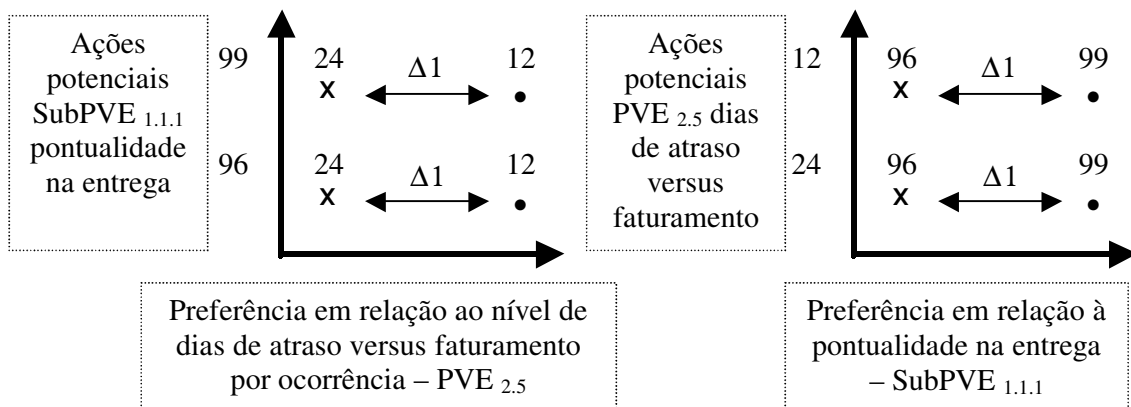 Ações
potenciais
SubPVE 1.1.1
pontualidade
na entrega
99 24 Δ1 12
x •
96 24 Δ1 12
x •
Preferência em relação ao nível de
dias de atraso versus faturamento
por ocorrência – PVE 2.5
Ações
potenciais
PVE 2.5 dias
de atraso
versus
faturamento
12 96 Δ1 99
x •
24 96 Δ1 99
x •
Preferência em relação à
pontualidade na entrega
– SubPVE 1.1.1